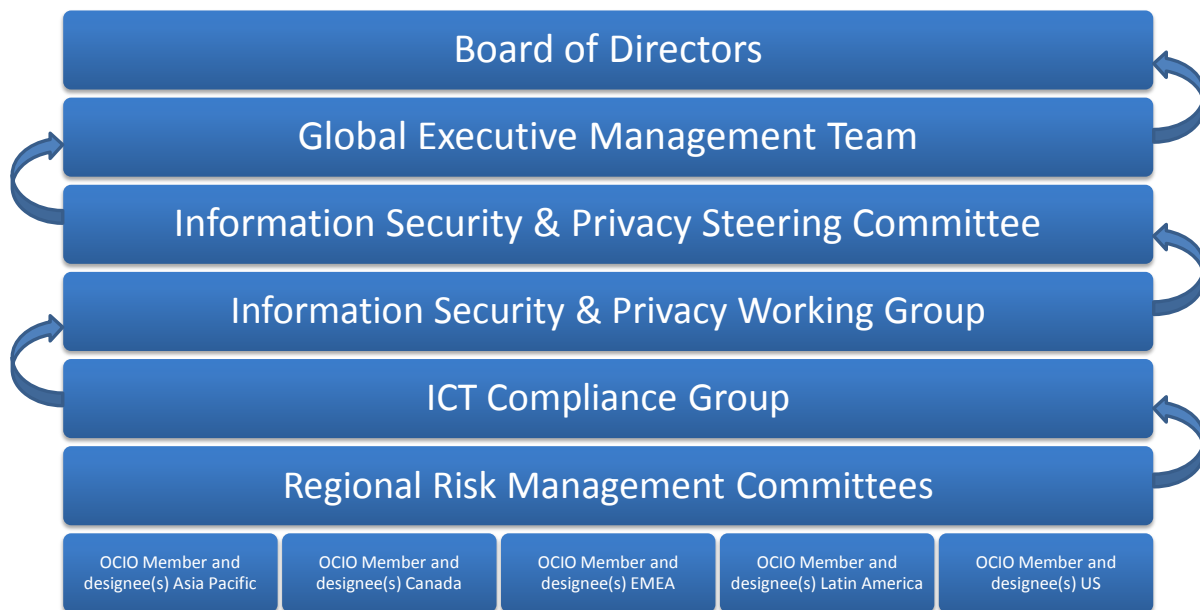 Board of Directors
Global Executive Management Team
Information Security & Privacy Steering Committee
Information Security & Privacy Working Group
ICT Compliance Group
Regional Risk Management Committees
OCIO Member and
designee(s) Asia Pacific
OCIO Member and
designee(s) Canada
OCIO Member and
designee(s) EMEA
OCIO Member and
designee(s) Latin America
OCIO Member and
designee(s) US